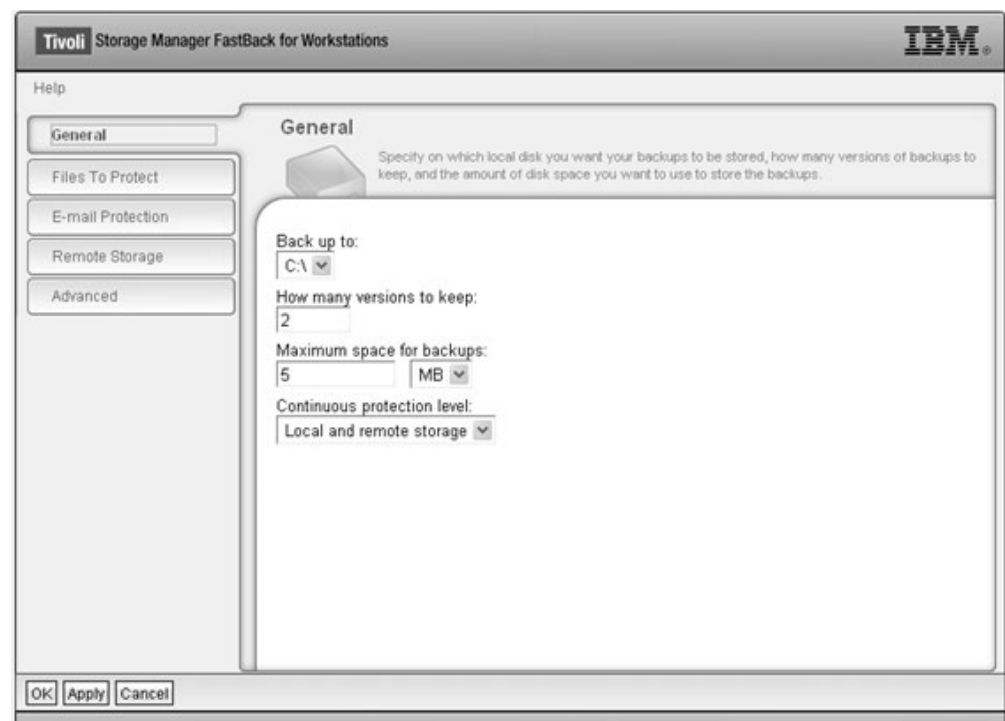 Tivoli Storage Manager FastBack for Workstations
IBM®
Help
General
Files To Protect
E-mail Protection
Remote Storage
Advanced
General
Specify on which local disk you want your backups to be stored, how many versions of backups to
keep, and the amount of disk space you want to use to store the backups.
Back up to:
C:\
How many versions to keep:
2
Maximum space for backups:
5 MB
Continuous protection level:
Local and remote storage
OK Apply Cancel